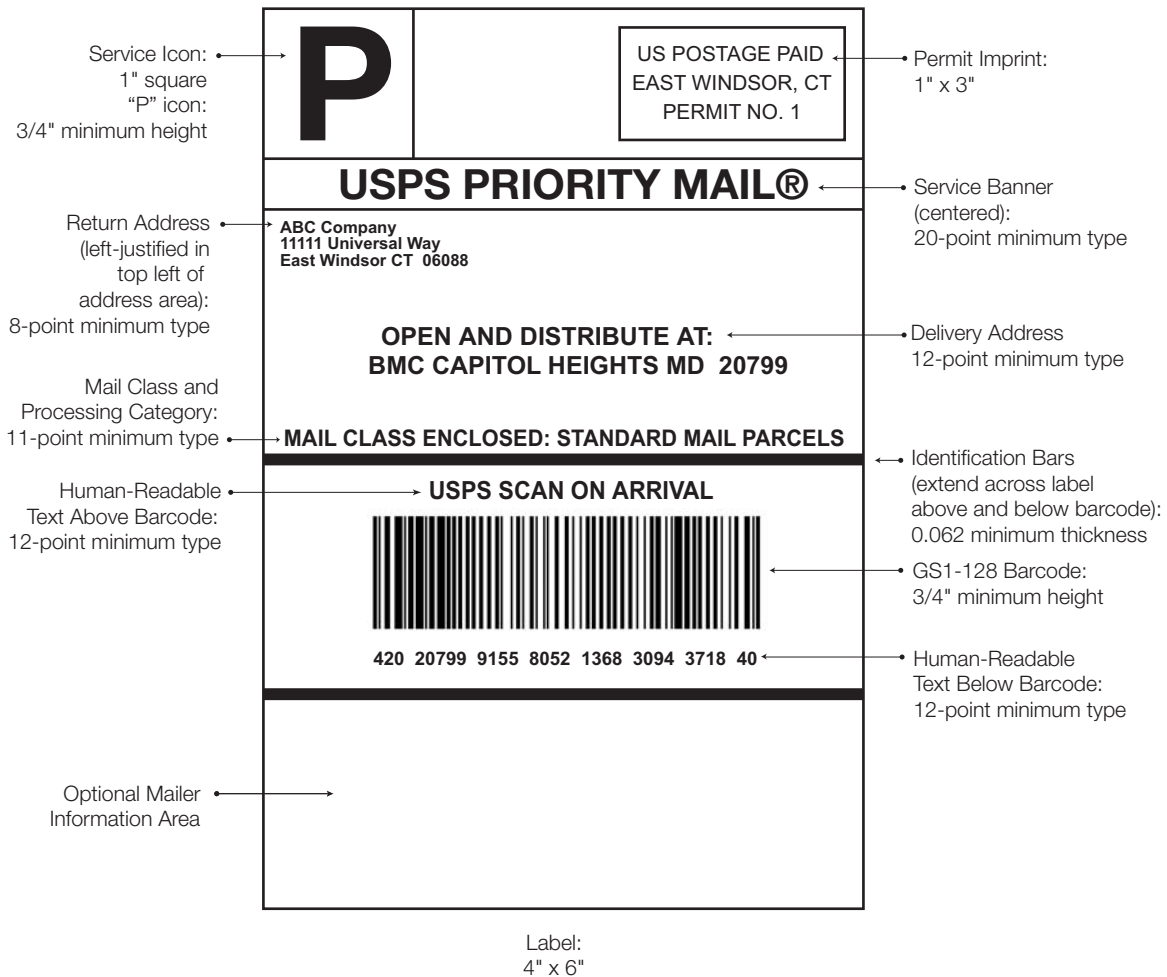 Service Icon:
1" square
“P” icon:
3/4" minimum height
P
US POSTAGE PAID
EAST WINDSOR, CT
PERMIT NO. 1
Permit Imprint:
1" x 3"
USPS PRIORITY MAIL®
Service Banner
(centered):
20-point minimum type
Return Address
(left-justified in
top left of
address area):
8-point minimum type
ABC Company
11111 Universal Way
East Windsor CT 06088
OPEN AND DISTRIBUTE AT:
BMC CAPITOL HEIGHTS MD 20799
Delivery Address
12-point minimum type
Mail Class and
Processing Category:
11-point minimum type
MAIL CLASS ENCLOSED: STANDARD MAIL PARCELS
Identification Bars
(extend across label
above and below barcode):
0.062 minimum thickness
Human-Readable
Text Above Barcode:
12-point minimum type
USPS SCAN ON ARRIVAL
GS1-128 Barcode:
3/4" minimum height
420 20799 9155 8052 1368 3094 3718 40
Human-Readable
Text Below Barcode:
12-point minimum type
Optional Mailer
Information Area
Label:
4" x 6"